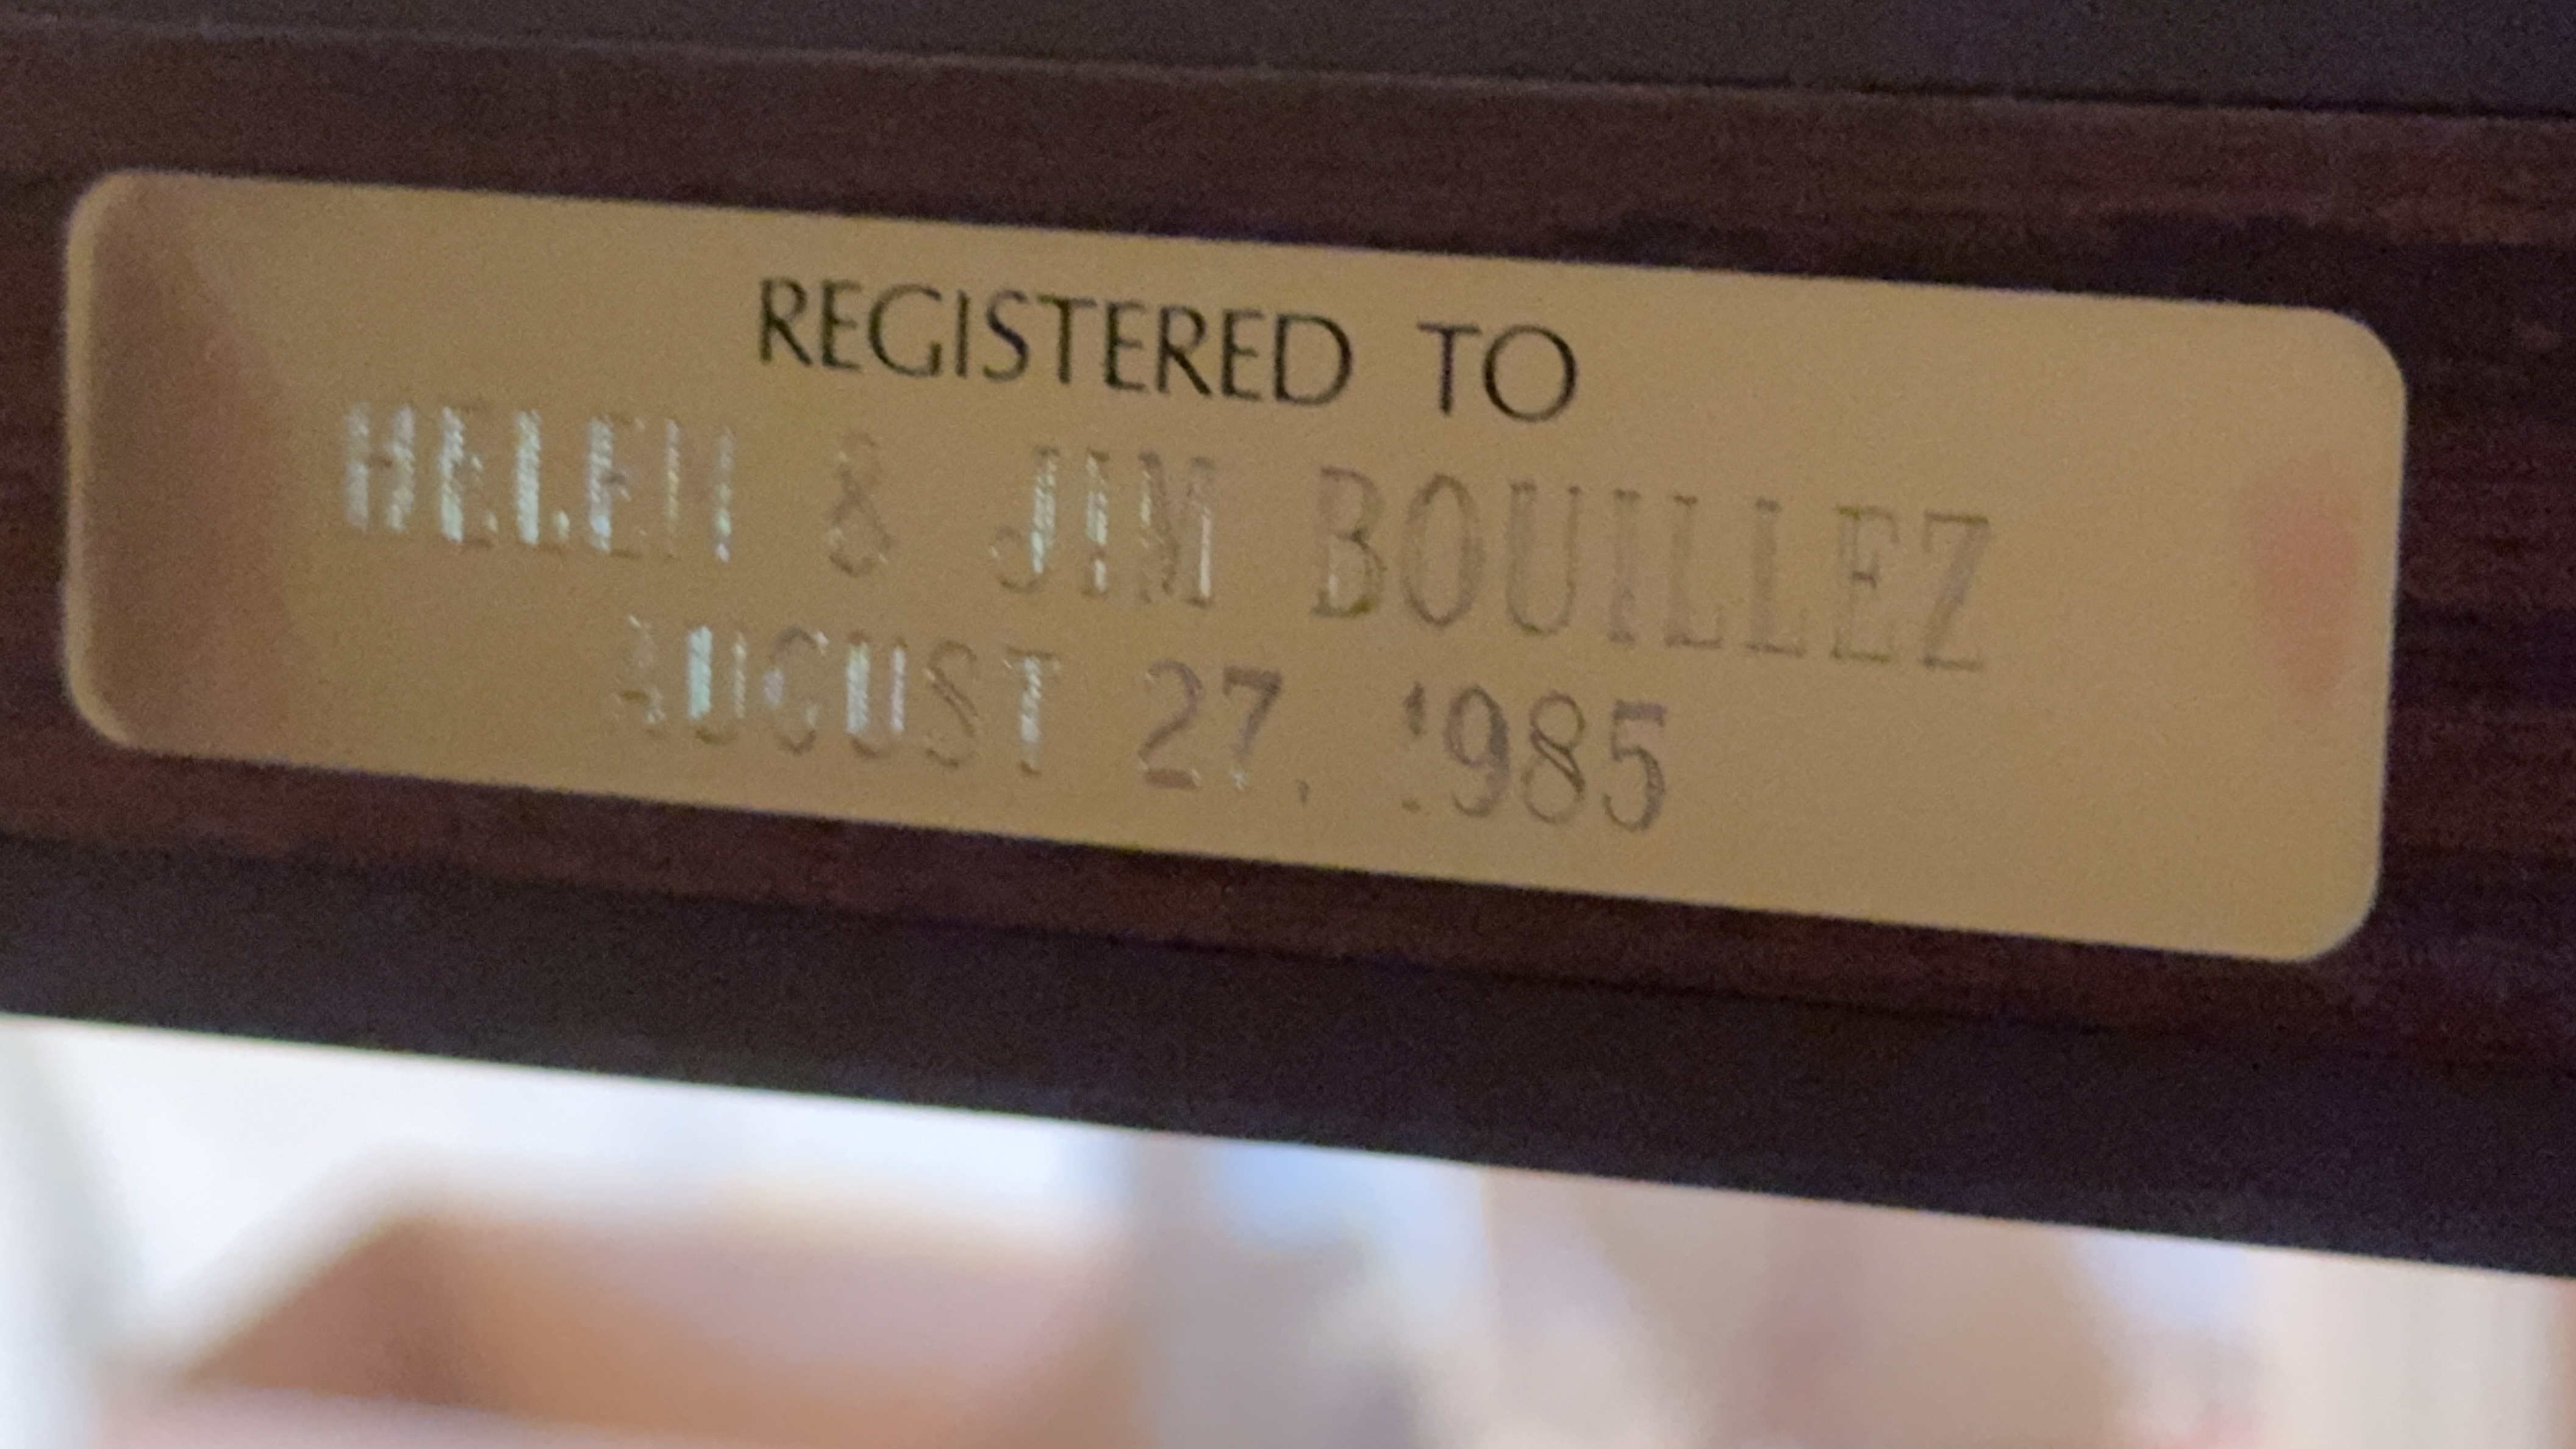 REGISTERED TO
HELEN & JIM BOUILLEZ
AUGUST 27, 1985